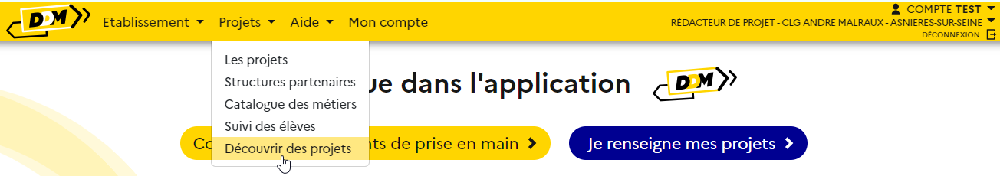 DDM
Etablissement Projets Aide Mon compte
COMPTE TEST
RÉDACTEUR DE PROJET - CLG ANDRE MALRAUX - ASNIERES-SUR-SEINE
DÉCONNEXION
Les projets
Structures partenaires
Catalogue des métiers
Suivi des élèves
Découvrir des projets
ue dans l'application DDM
de prise en main
Je renseigne mes projets